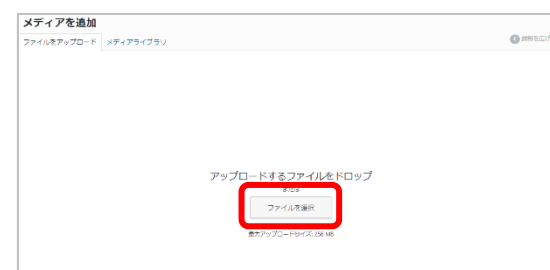 メディアを追加
ファイルをアップロード メディアライブラリ
アップロードするファイルをドロップ
または
ファイルを選択
最大アップロードサイズ: 256 MB